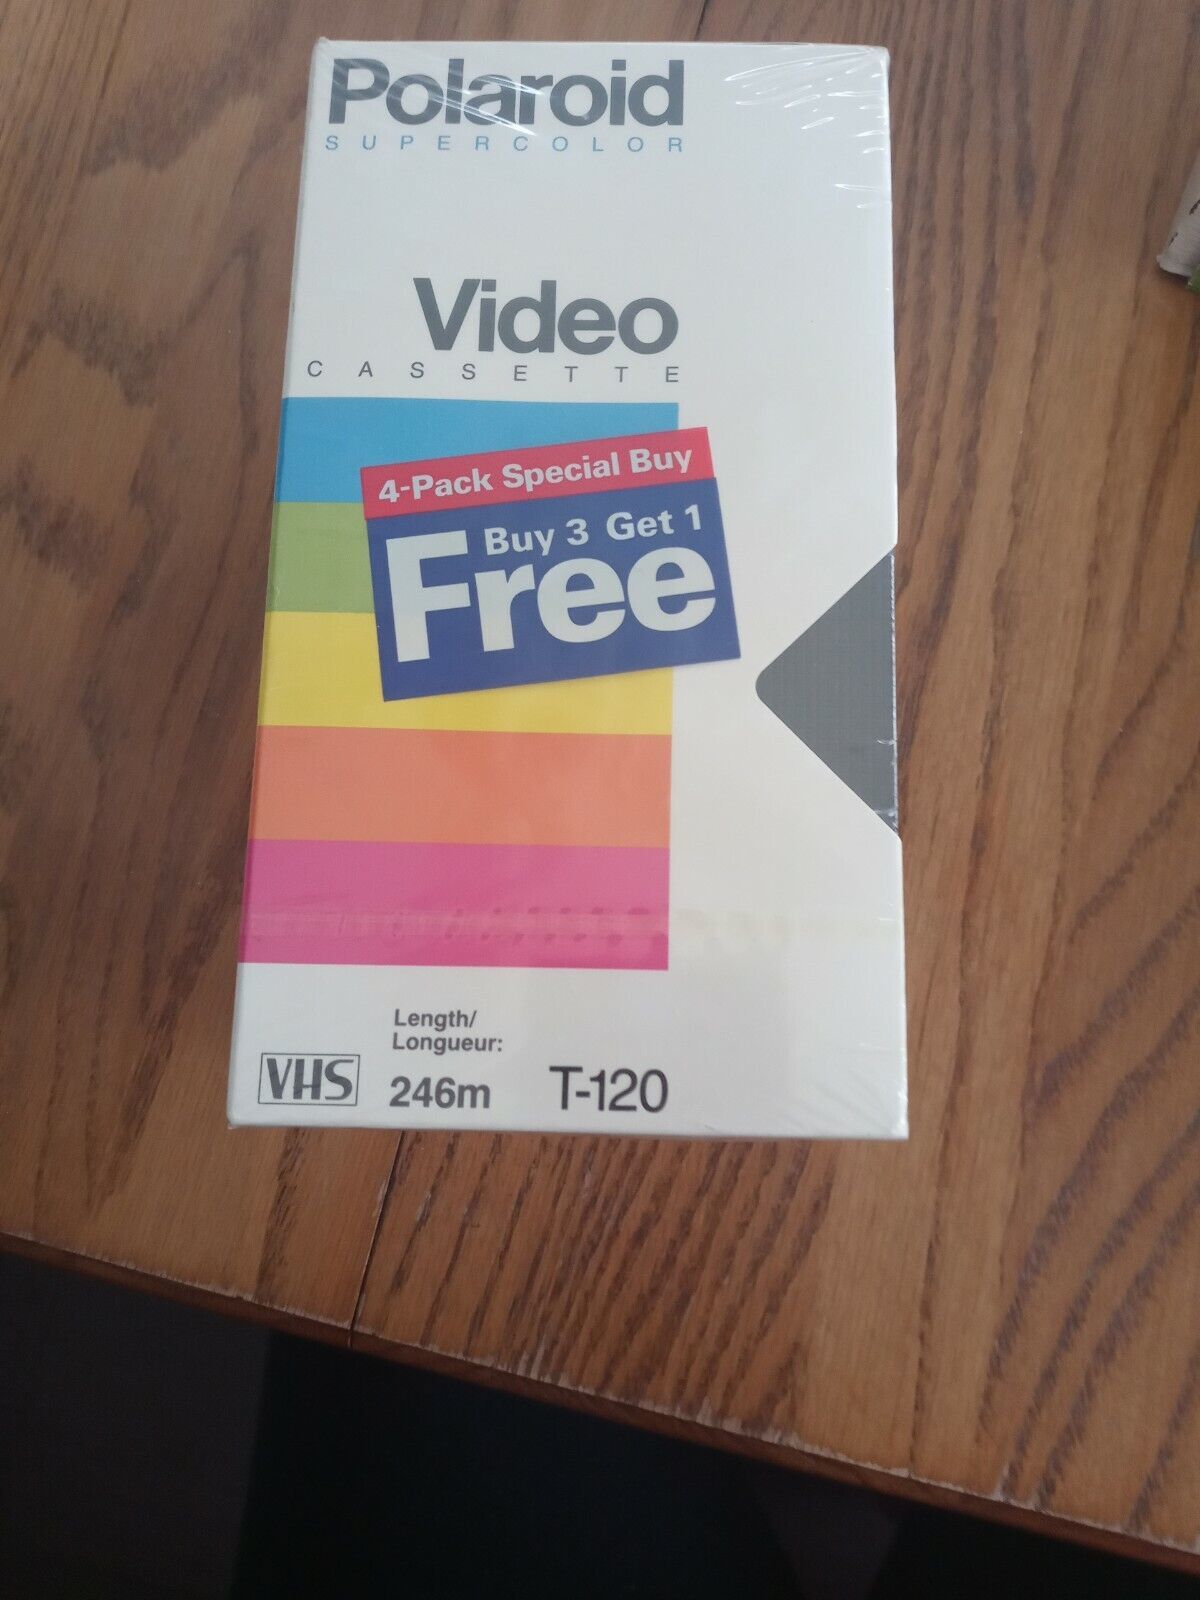 Polaroid
SUPERCOLOR
Video
CASSETTE
4-Pack Special Buy
Buy 3 Get 1
Free
Length/
Longueur:
VHS 246m T-120